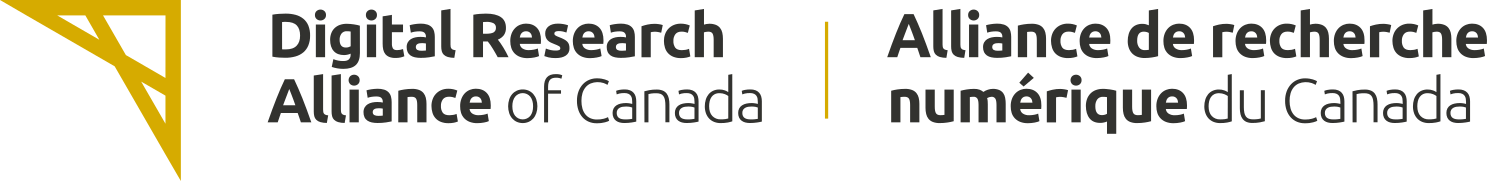 Digital Research
Alliance of Canada
Alliance de recherche
numérique du Canada